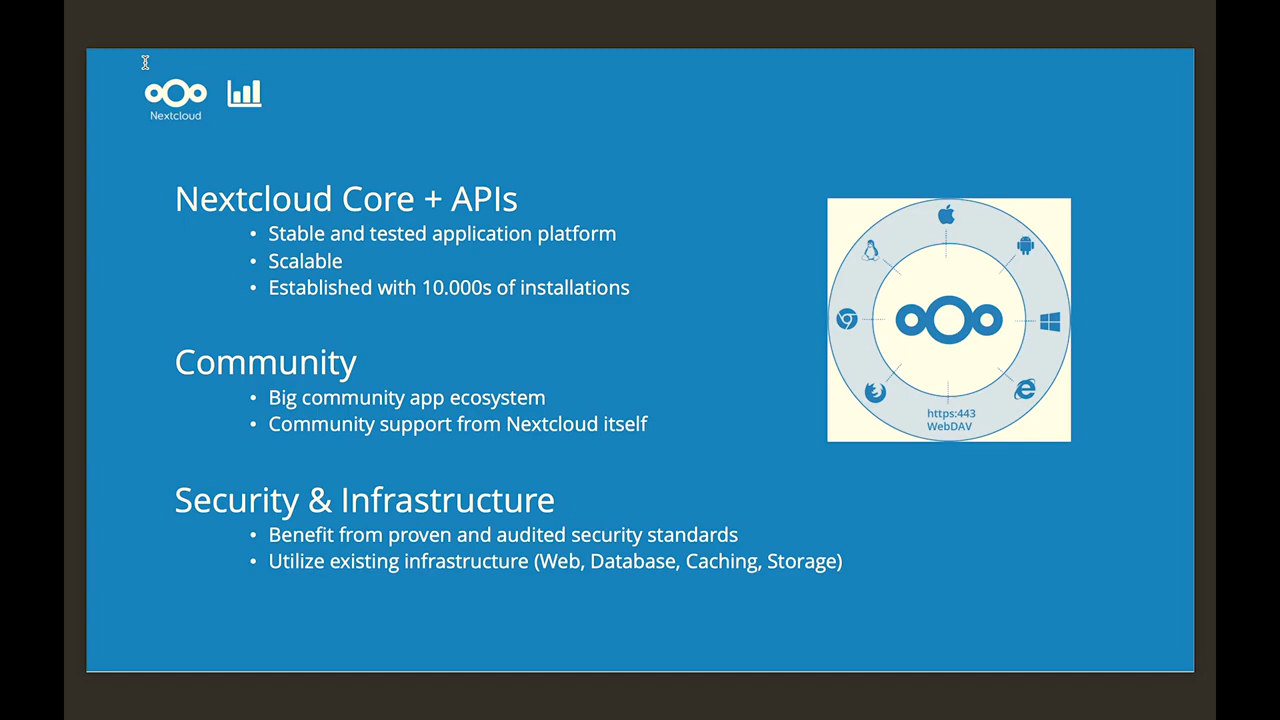 Nextcloud
Nextcloud Core + APIs
• Stable and tested application platform
• Scalable
• Established with 10.000s of installations
Community
• Big community app ecosystem
• Community support from Nextcloud itself
Security & Infrastructure
• Benefit from proven and audited security standards
• Utilize existing infrastructure (Web, Database, Caching, Storage)
https:443
WebDAV